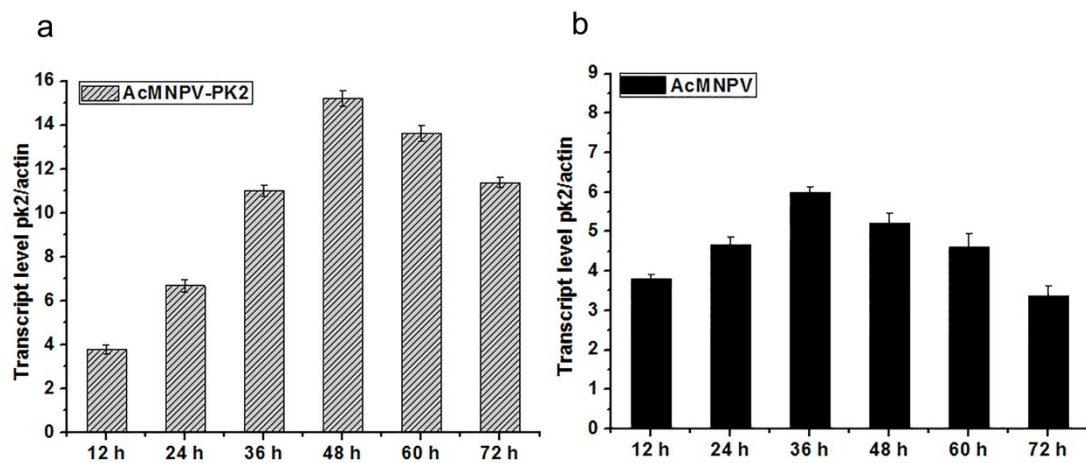 a
AcMNPV-PK2
Transcript level pk2/actin
16
14
12
10
8
6
4
2
0
12 h 24 h 36 h 48 h 60 h 72 h
b
AcMNPV
Transcript level pk2/actin
9
8
7
6
5
4
3
2
1
0
12 h 24 h 36 h 48 h 60 h 72 h